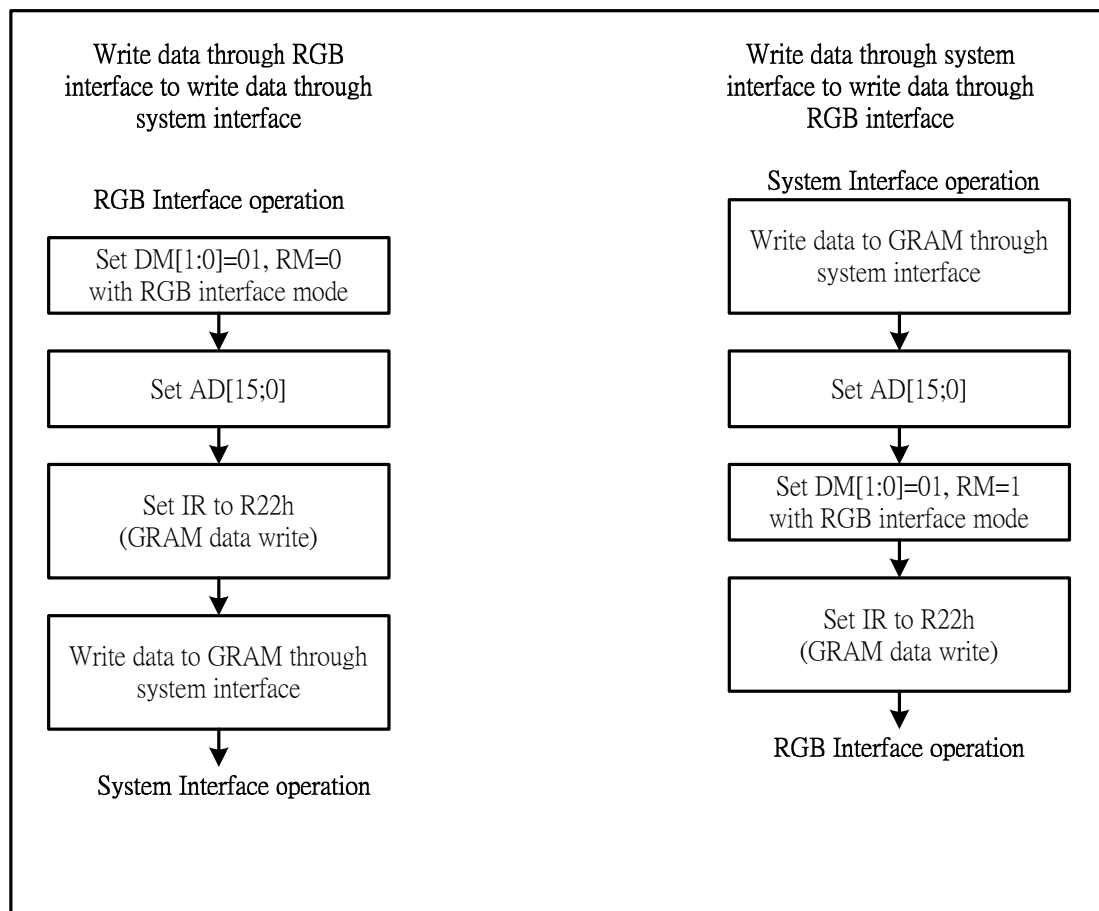 Write data through RGB
interface to write data through
system interface
RGB Interface operation
Set DM[1:0]=01, RM=0
with RGB interface mode
Set AD[15;0]
Set IR to R22h
(GRAM data write)
Write data to GRAM through
system interface
System Interface operation
Write data through system
interface to write data through
RGB interface
System Interface operation
Write data to GRAM through
system interface
Set AD[15;0]
Set DM[1:0]=01, RM=1
with RGB interface mode
Set IR to R22h
(GRAM data write)
RGB Interface operation